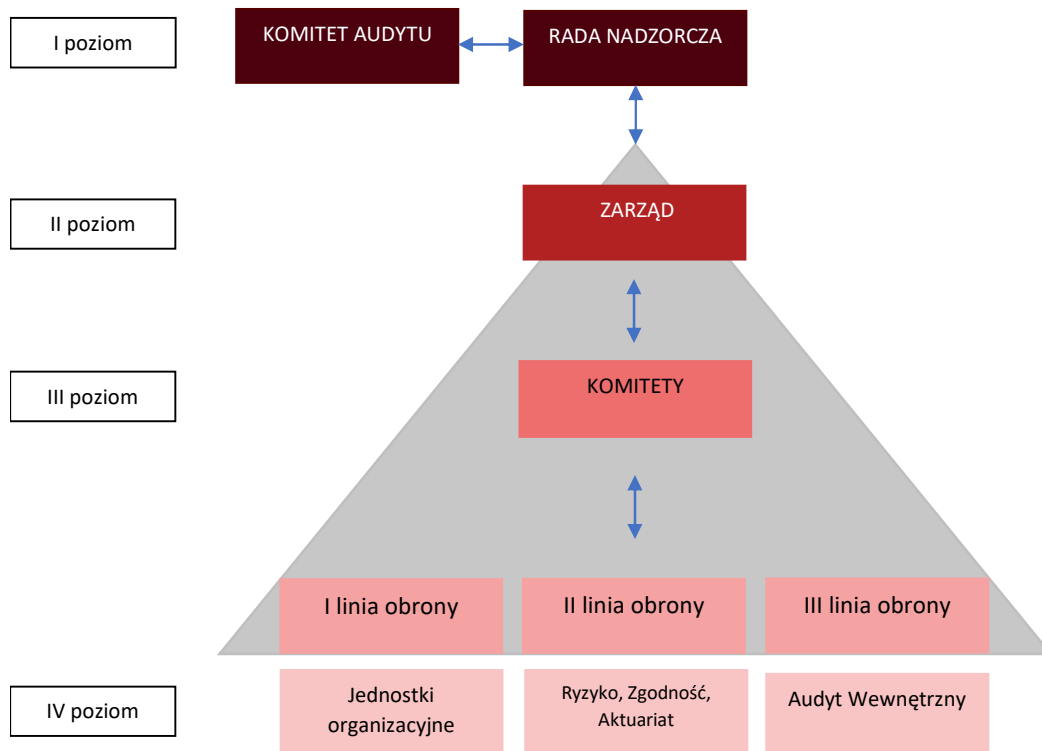 I poziom
KOMITET AUDYTU
RADA NADZORCZA
II poziom
ZARZĄD
III poziom
KOMITETY
I linia obrony
II linia obrony
III linia obrony
IV poziom
Jednostki
organizacyjne
Ryzyko, Zgodność,
Aktuariat
Audyt Wewnętrzny